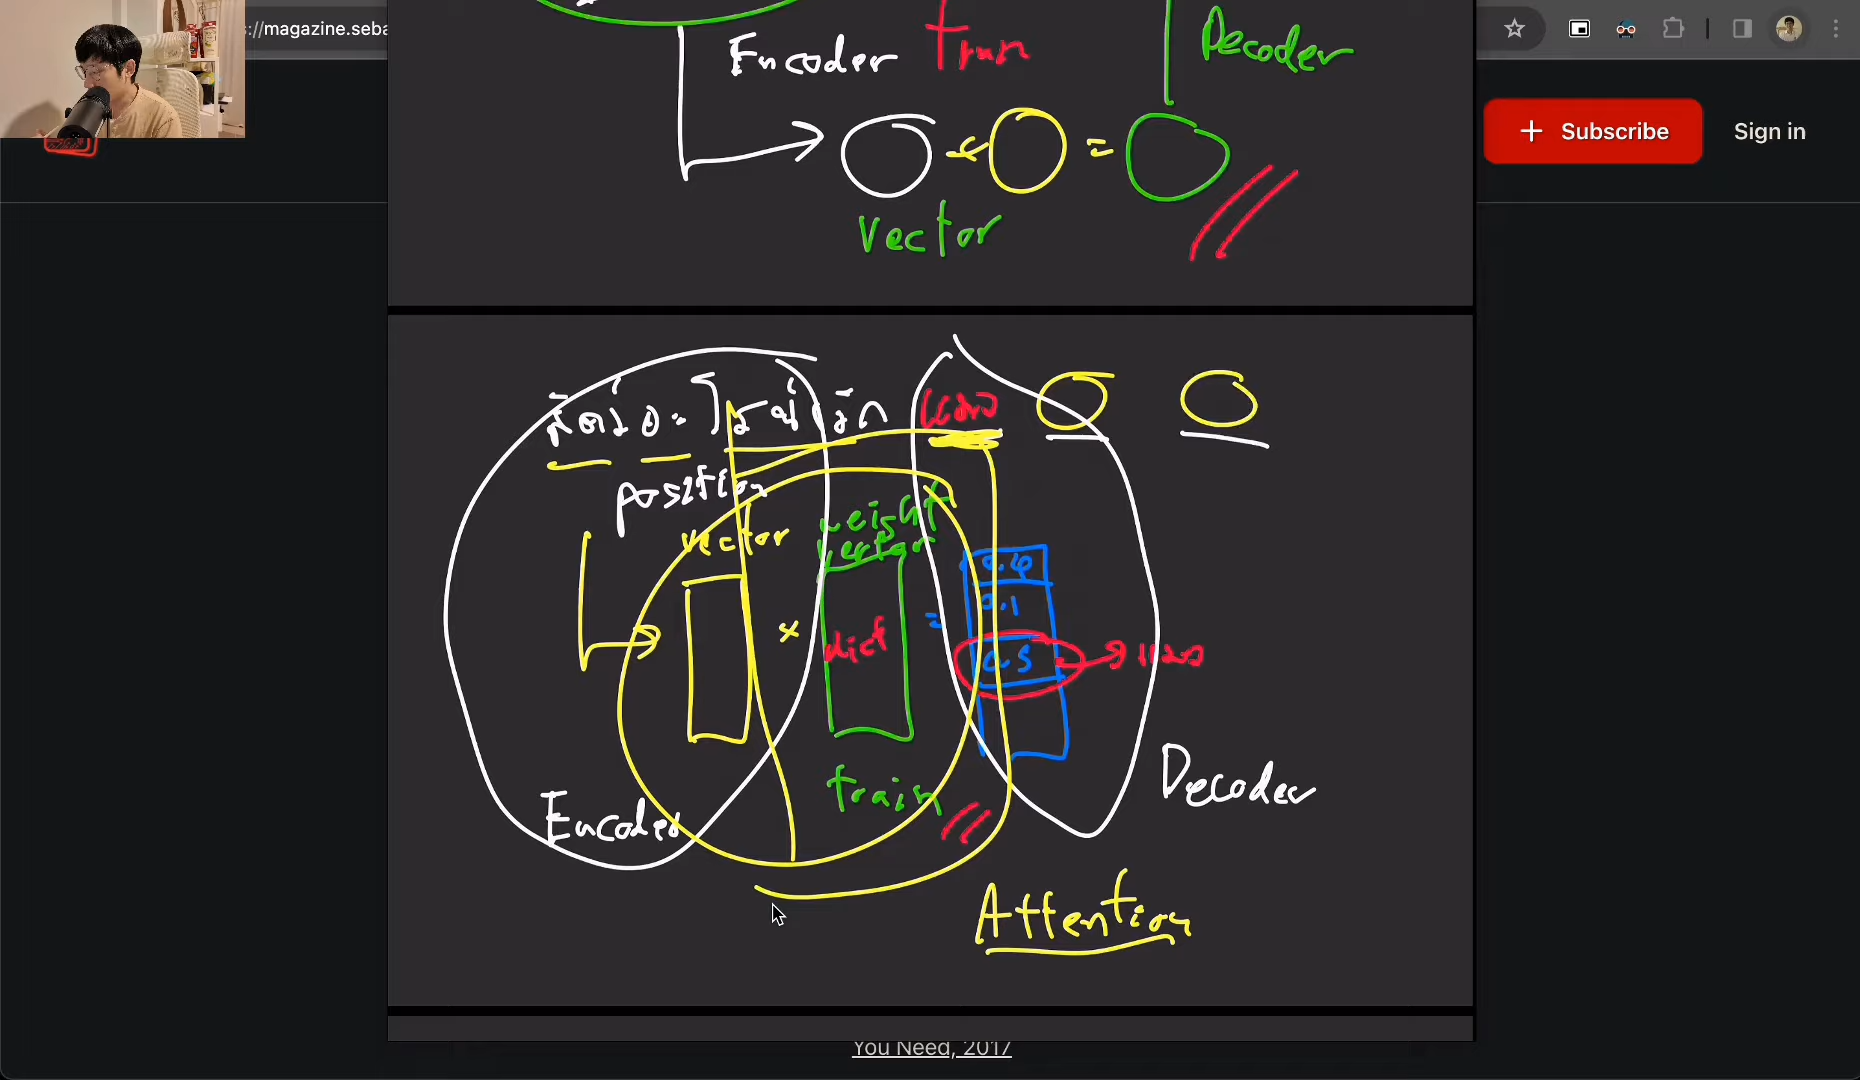 ://magazine.seba
Subscribe
Sign in
Encoder
Train
Decoder
=
vector
position
vector
weight
vector
0.4
0.1
×
dict
=
0.5
train
Encoder
Decoder
Attention
You Need, 2017